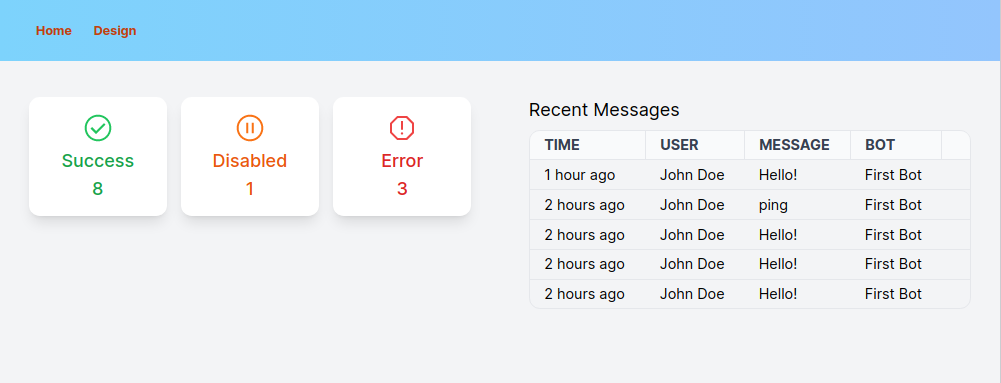 Home Design
Success
8
Disabled
1
Error
3
Recent Messages
TIME USER MESSAGE BOT
1 hour ago John Doe Hello! First Bot
2 hours ago John Doe ping First Bot
2 hours ago John Doe Hello! First Bot
2 hours ago John Doe Hello! First Bot
2 hours ago John Doe Hello! First Bot